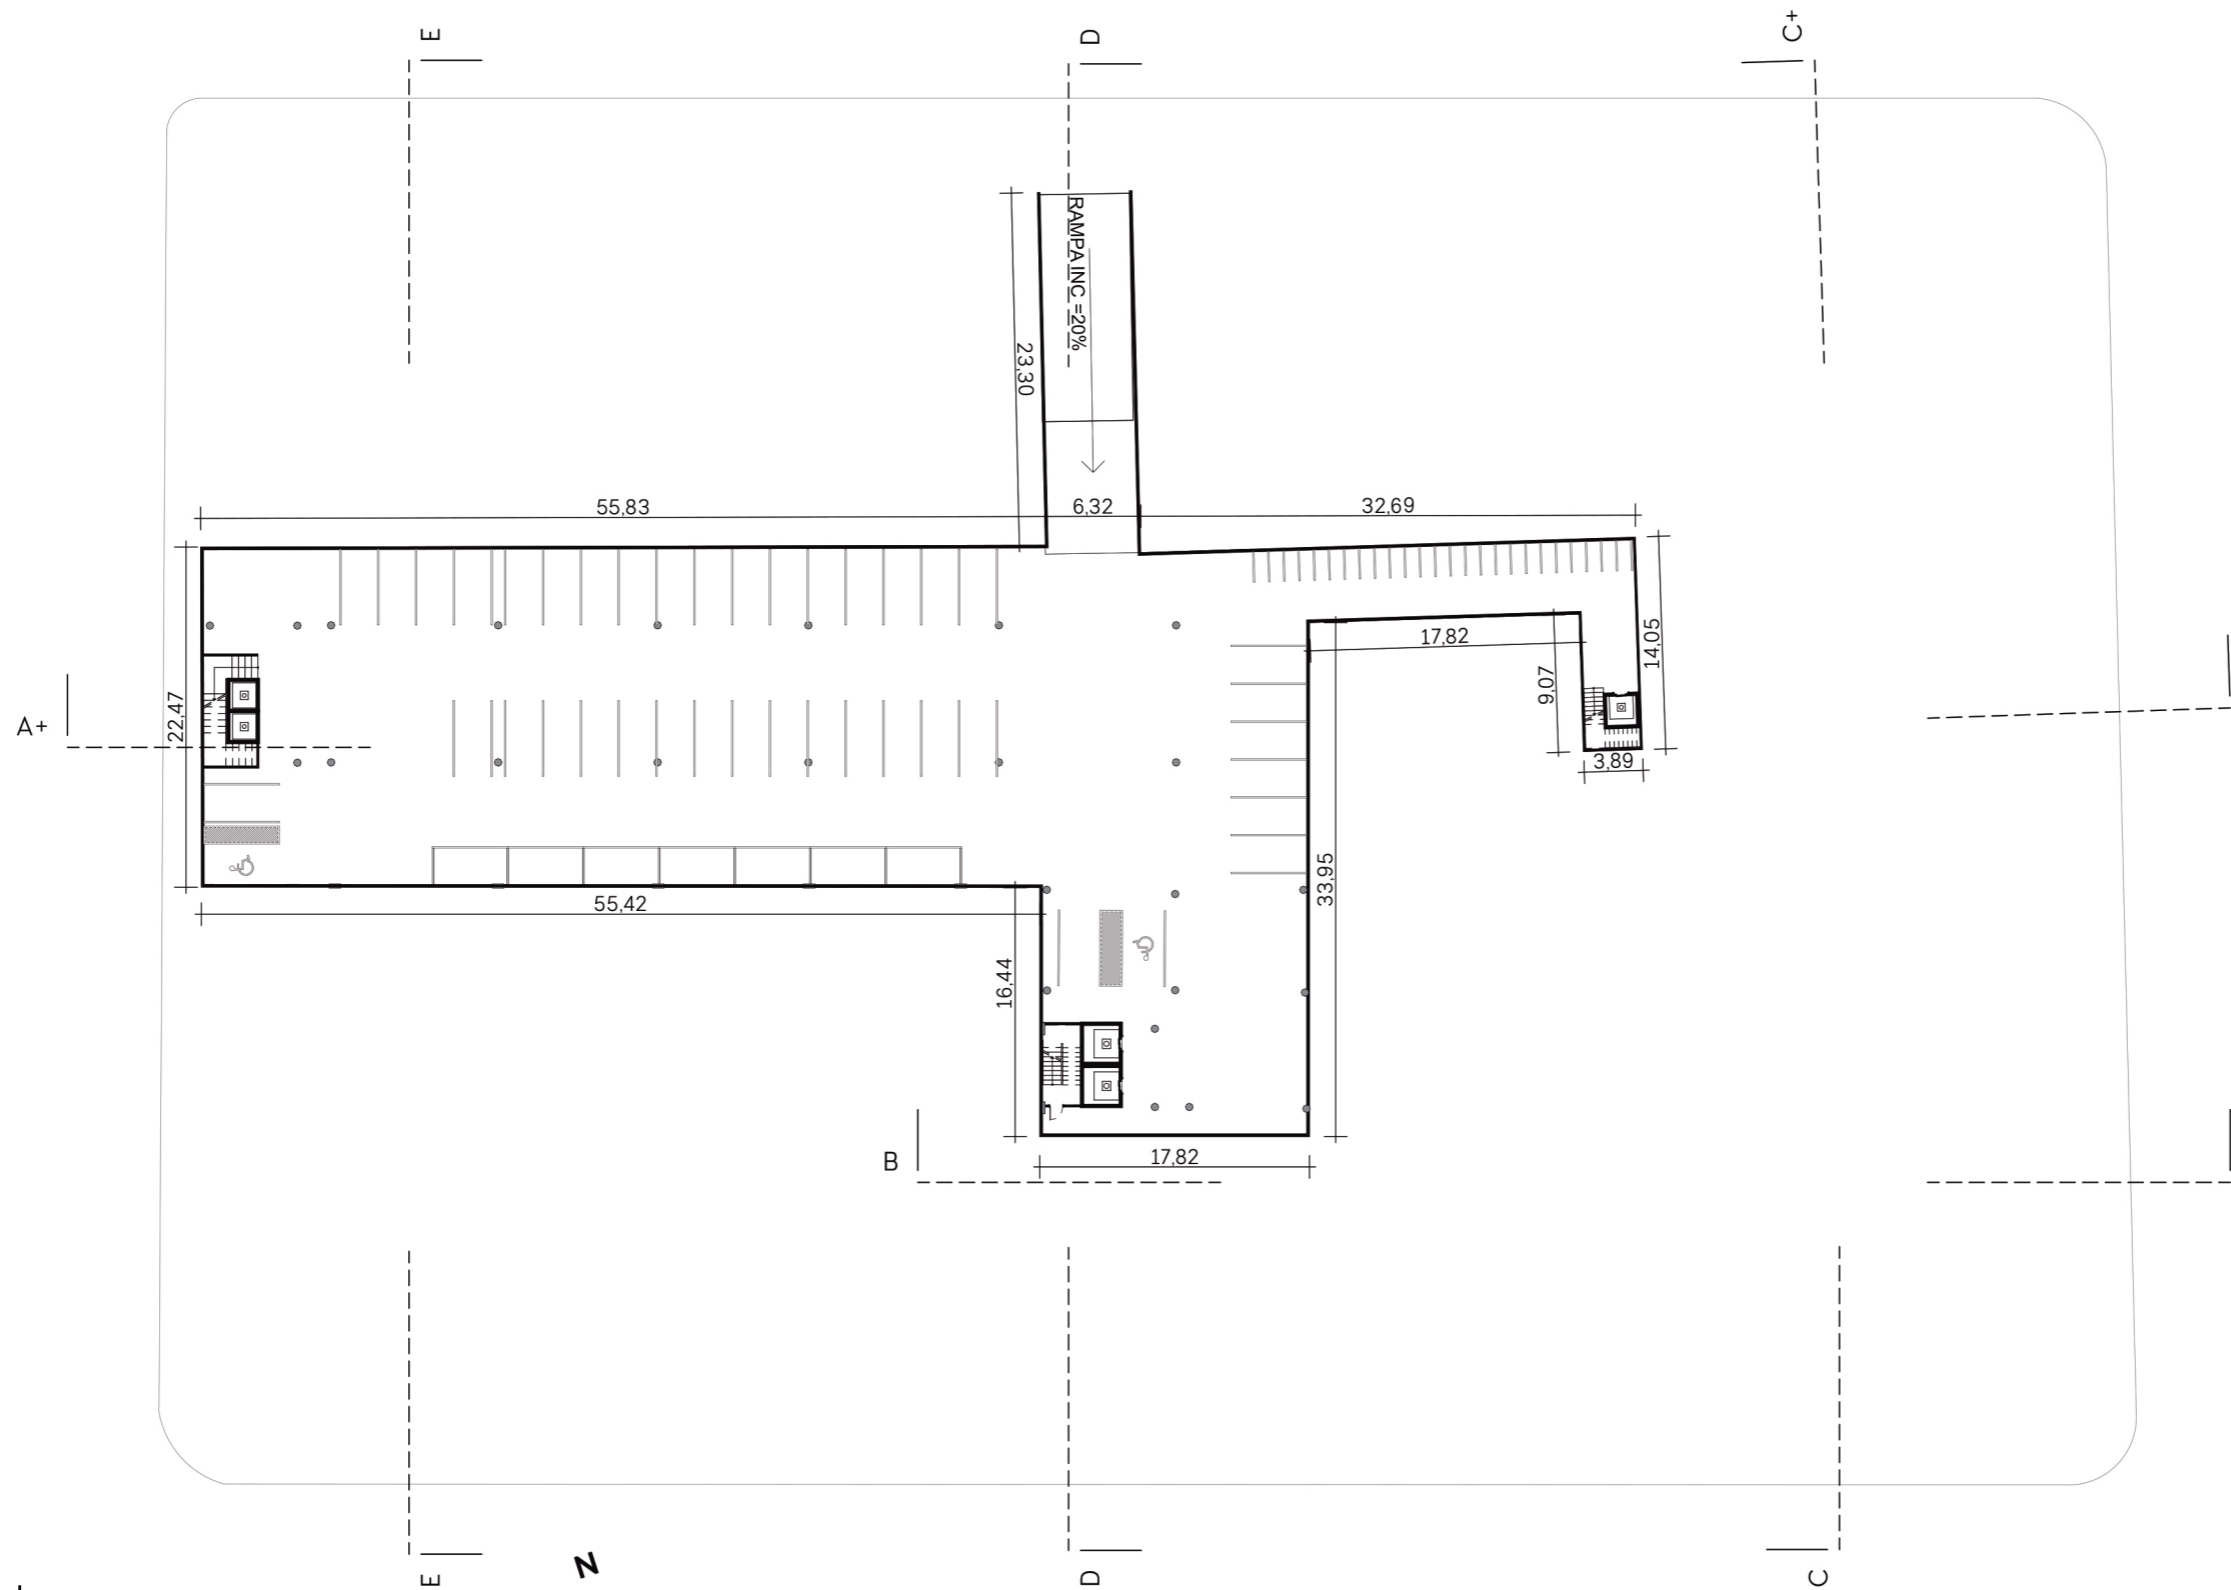 E
D
C+
RAMPA INC =20%
23,30
55,83
6,32
32,69
17,82
14,05
9,07
22,47
A+
3,89
33,95
55,42
16,44
B
17,82
E
N
D
C